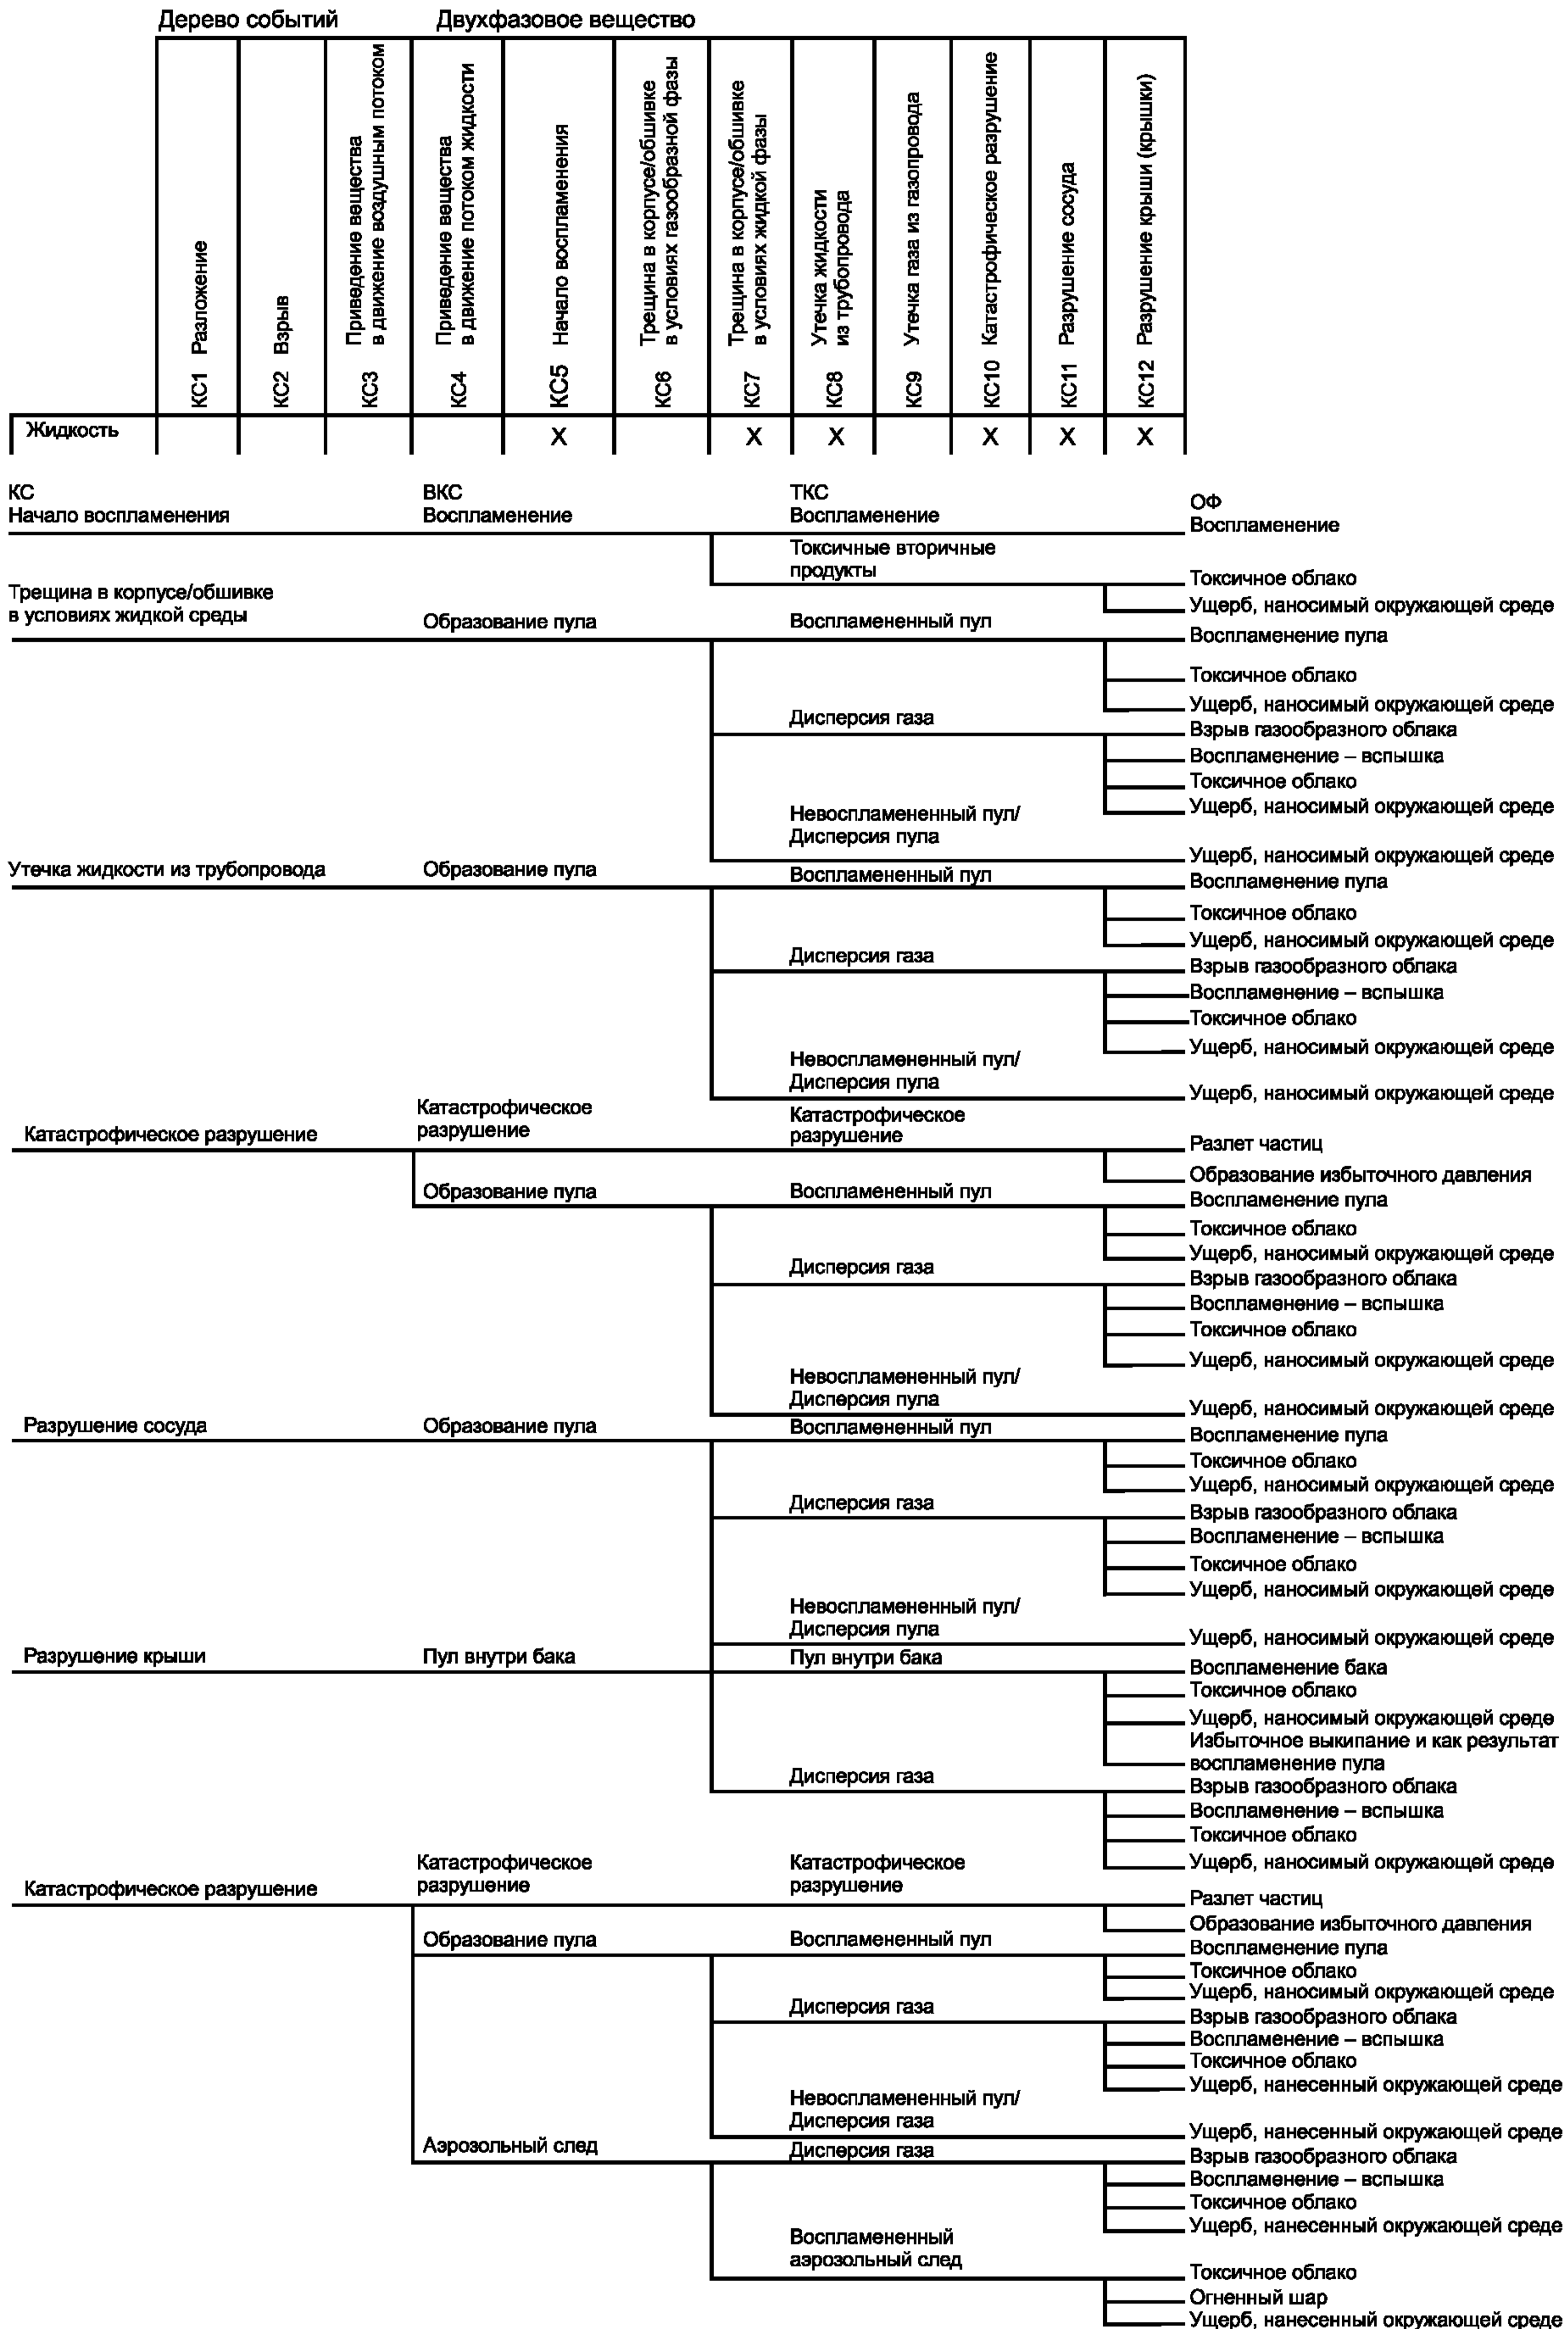 Дерево событий
Двухфазовое вещество
КС1 Разложение
КС2 Взрыв
КС3 Приведение вещества
в движение воздушным потоком
КС4 Приведение вещества
в движение потоком жидкости
КС5 Начало воспламенения
КС6 Трещина в корпусе/обшивке
в условиях газообразной фазы
КС7 Трещина в корпусе/обшивке
в условиях жидкой фазы
КС8 Утечка жидкости
из трубопровода
КС9 Утечка газа из газопровода
КС10 Катастрофическое разрушение
КС11 Разрушение сосуда
КС12 Разрушение крыши (крышки)
Жидкость X X X X X X
КС ВКС ТКС ОФ
Начало воспламенения Воспламенение Воспламенение Воспламенение
Токсичные вторичные
продукты Токсичное облако
Ущерб, наносимый окружающей среде
Трещина в корпусе/обшивке
в условиях жидкой среды Образование пула Воспламененный пул Воспламенение пула
Токсичное облако
Ущерб, наносимый окружающей среде
Дисперсия газа Взрыв газообразного облака
Воспламенение – вспышка
Токсичное облако
Ущерб, наносимый окружающей среде
Невоспламененный пул/
Дисперсия пула Ущерб, наносимый окружающей среде
Утечка жидкости из трубопровода Образование пула Воспламененный пул Воспламенение пула
Токсичное облако
Ущерб, наносимый окружающей среде
Дисперсия газа Взрыв газообразного облака
Воспламенение – вспышка
Токсичное облако
Ущерб, наносимый окружающей среде
Невоспламененный пул/
Дисперсия пула Ущерб, наносимый окружающей среде
Катастрофическое разрушение Катастрофическое
разрушение Катастрофическое
разрушение Разлет частиц
Образование избыточного давления
Образование пула Воспламененный пул Воспламенение пула
Токсичное облако
Ущерб, наносимый окружающей среде
Дисперсия газа Взрыв газообразного облака
Воспламенение – вспышка
Токсичное облако
Ущерб, наносимый окружающей среде
Невоспламененный пул/
Дисперсия пула Ущерб, наносимый окружающей среде
Разрушение сосуда Образование пула Воспламененный пул Воспламенение пула
Токсичное облако
Ущерб, наносимый окружающей среде
Дисперсия газа Взрыв газообразного облака
Воспламенение – вспышка
Токсичное облако
Ущерб, наносимый окружающей среде
Невоспламененный пул/
Дисперсия пула Ущерб, наносимый окружающей среде
Разрушение крыши Пул внутри бака Пул внутри бака Воспламенение бака
Токсичное облако
Ущерб, наносимый окружающей среде
Избыточное выкипание и как результат
воспламенение пула
Дисперсия газа Взрыв газообразного облака
Воспламенение – вспышка
Токсичное облако
Ущерб, наносимый окружающей среде
Катастрофическое разрушение Катастрофическое
разрушение Катастрофическое
разрушение Разлет частиц
Образование избыточного давления
Образование пула Воспламененный пул Воспламенение пула
Токсичное облако
Ущерб, наносимый окружающей среде
Дисперсия газа Взрыв газообразного облака
Воспламенение – вспышка
Токсичное облако
Ущерб, нанесенный окружающей среде
Невоспламененный пул/
Дисперсия газа Ущерб, нанесенный окружающей среде
Аэрозольный след Дисперсия газа Взрыв газообразного облака
Воспламенение – вспышка
Токсичное облако
Ущерб, нанесенный окружающей среде
Воспламененный
аэрозольный след Токсичное облако
Огненный шар
Ущерб, нанесенный окружающей среде